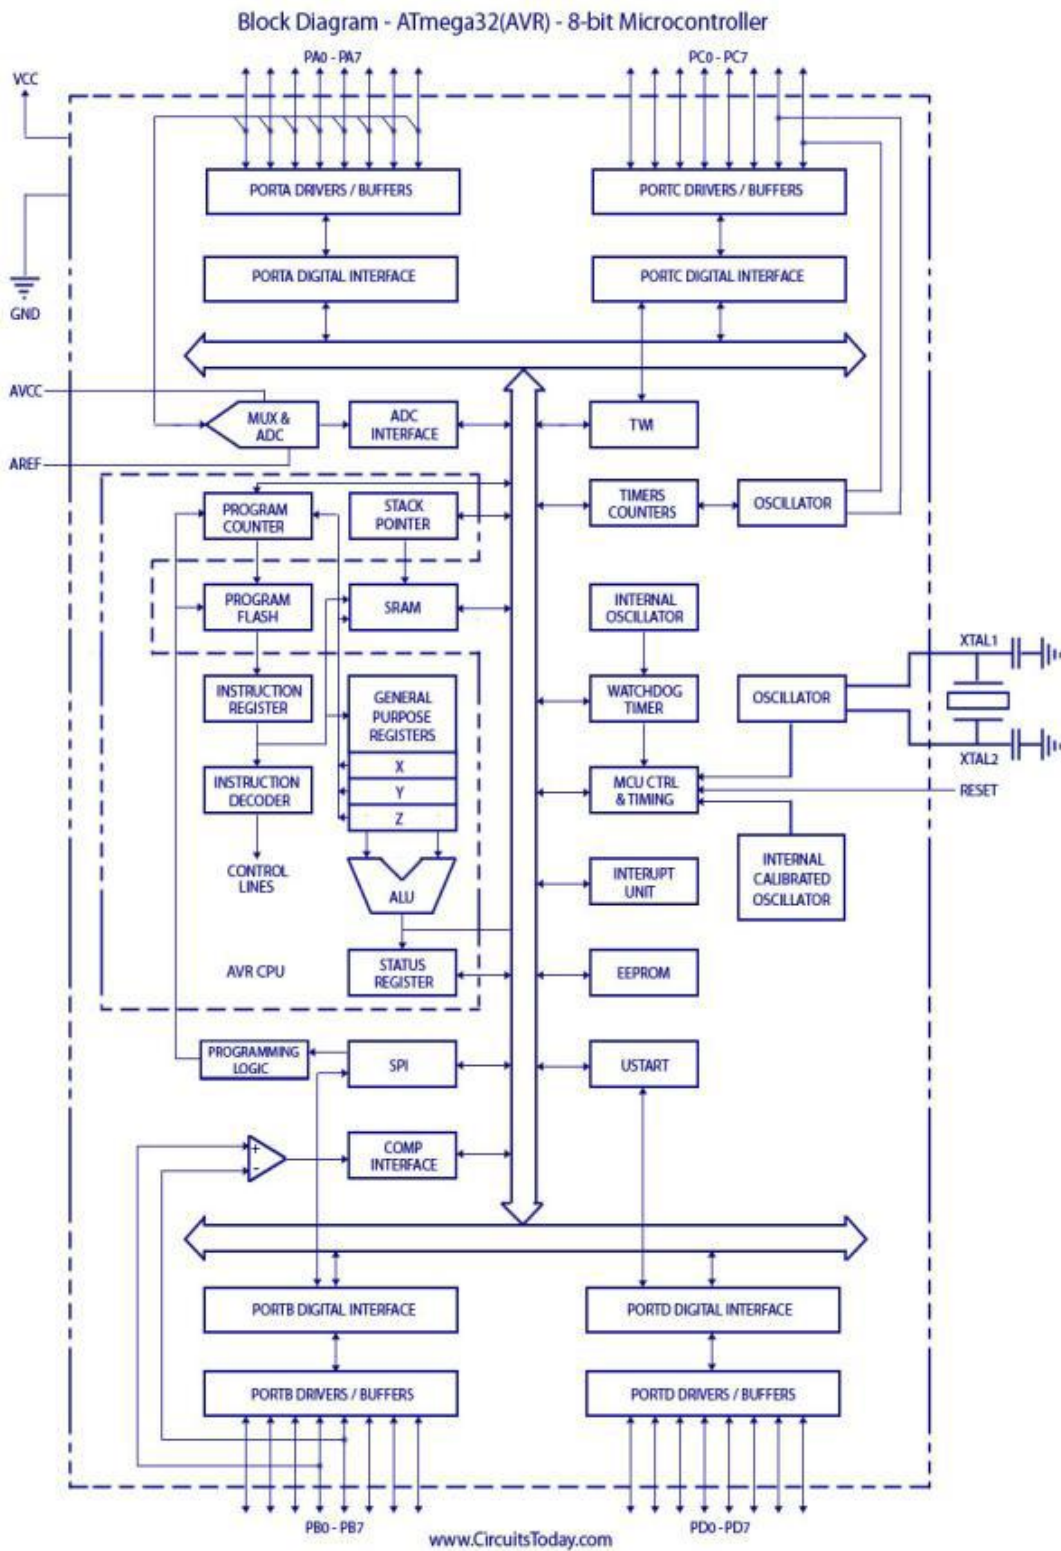 Block Diagram - ATmega32(AVR) - 8-bit Microcontroller
PA0 - PA7
PC0 - PC7
VCC
PORTA DRIVERS / BUFFERS
PORTC DRIVERS / BUFFERS
PORTA DIGITAL INTERFACE
PORTC DIGITAL INTERFACE
GND
AVCC
MUX &
ADC
ADC
INTERFACE
TWI
AREF
PROGRAM
COUNTER
STACK
POINTER
TIMERS
COUNTERS
OSCILLATOR
PROGRAM
FLASH
SRAM
INTERNAL
OSCILLATOR
XTAL1
INSTRUCTION
REGISTER
GENERAL
PURPOSE
REGISTERS
WATCHDOG
TIMER
OSCILLATOR
X
XTAL2
INSTRUCTION
DECODER
Y
MCU CTRL
& TIMING
RESET
Z
CONTROL
LINES
ALU
INTERUPT
UNIT
INTERNAL
CALIBRATED
OSCILLATOR
AVR CPU
STATUS
REGISTER
EEPROM
PROGRAMMING
LOGIC
SPI
USTART
+
-
COMP
INTERFACE
PORTB DIGITAL INTERFACE
PORTD DIGITAL INTERFACE
PORTB DRIVERS / BUFFERS
PORTD DRIVERS / BUFFERS
PB0 - PB7
PD0 - PD7
www.CircuitsToday.com